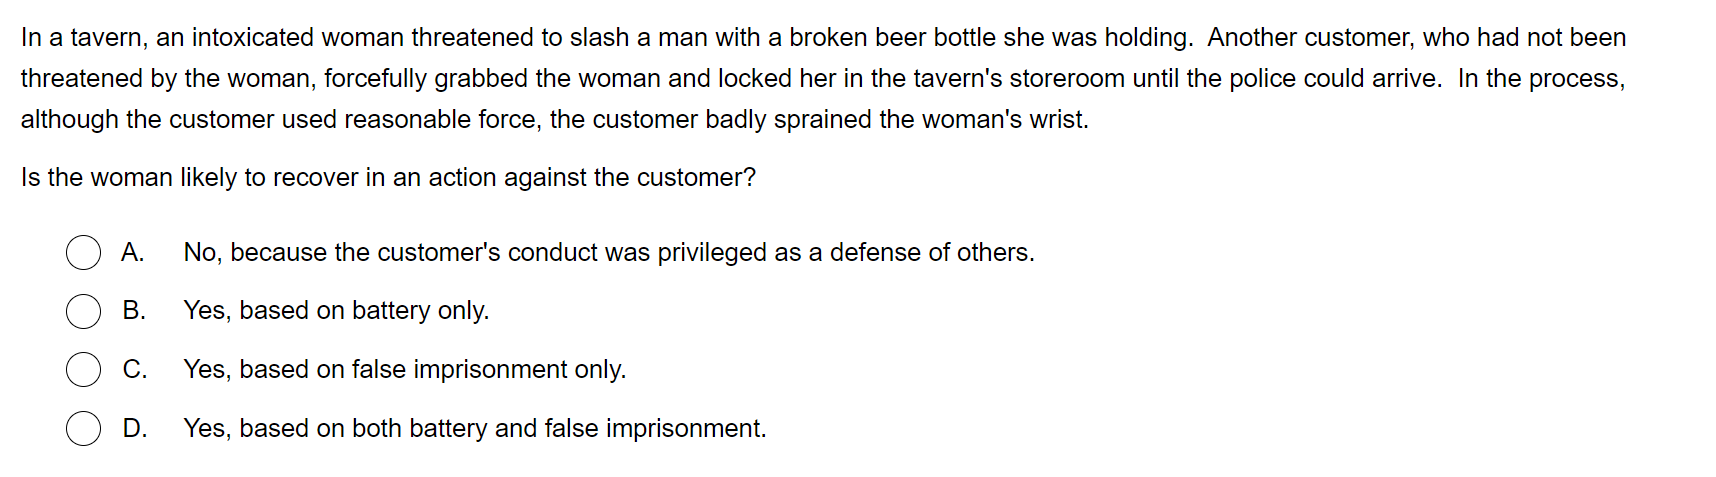 In a tavern, an intoxicated woman threatened to slash a man with a broken beer bottle she was holding.  Another customer, who had not been
threatened by the woman, forcefully grabbed the woman and locked her in the tavern's storeroom until the police could arrive.  In the process,
although the customer used reasonable force, the customer badly sprained the woman's wrist.
Is the woman likely to recover in an action against the customer?
A. No, because the customer's conduct was privileged as a defense of others.
B. Yes, based on battery only.
C. Yes, based on false imprisonment only.
D. Yes, based on both battery and false imprisonment.